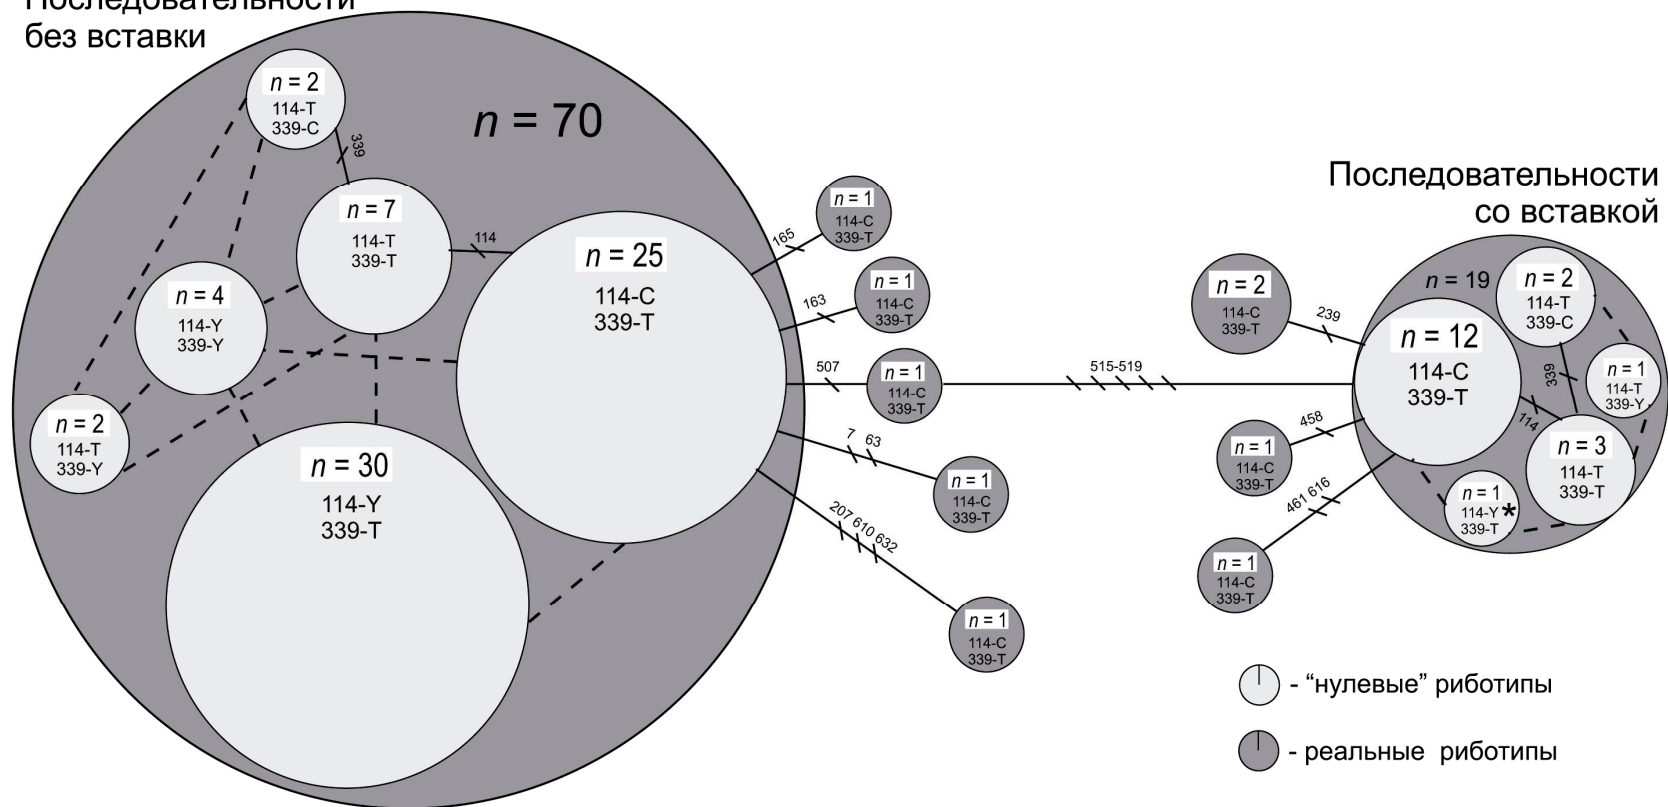 Последовательности
без вставки
n = 2
114-T
339-C
339
n = 70
n = 7
114-T
339-T
114
n = 25
114-C
339-T
n = 4
114-Y
339-Y
n = 2
114-T
339-Y
n = 30
114-Y
339-T
165
n = 1
114-C
339-T
163
n = 1
114-C
339-T
507
n = 1
114-C
339-T
515-519
7 63
n = 1
114-C
339-T
207 610 632
n = 1
114-C
339-T
Последовательности
со вставкой
n = 2
114-C
339-T
239
n = 19
n = 2
114-T
339-C
n = 12
114-C
339-T
339
n = 1
114-T
339-Y
114
458
n = 1
114-C
339-T
n = 3
114-T
339-T
461 616
n = 1
114-Y*
339-T
n = 1
114-C
339-T
- “нулевые” риботипы
- реальные риботипы